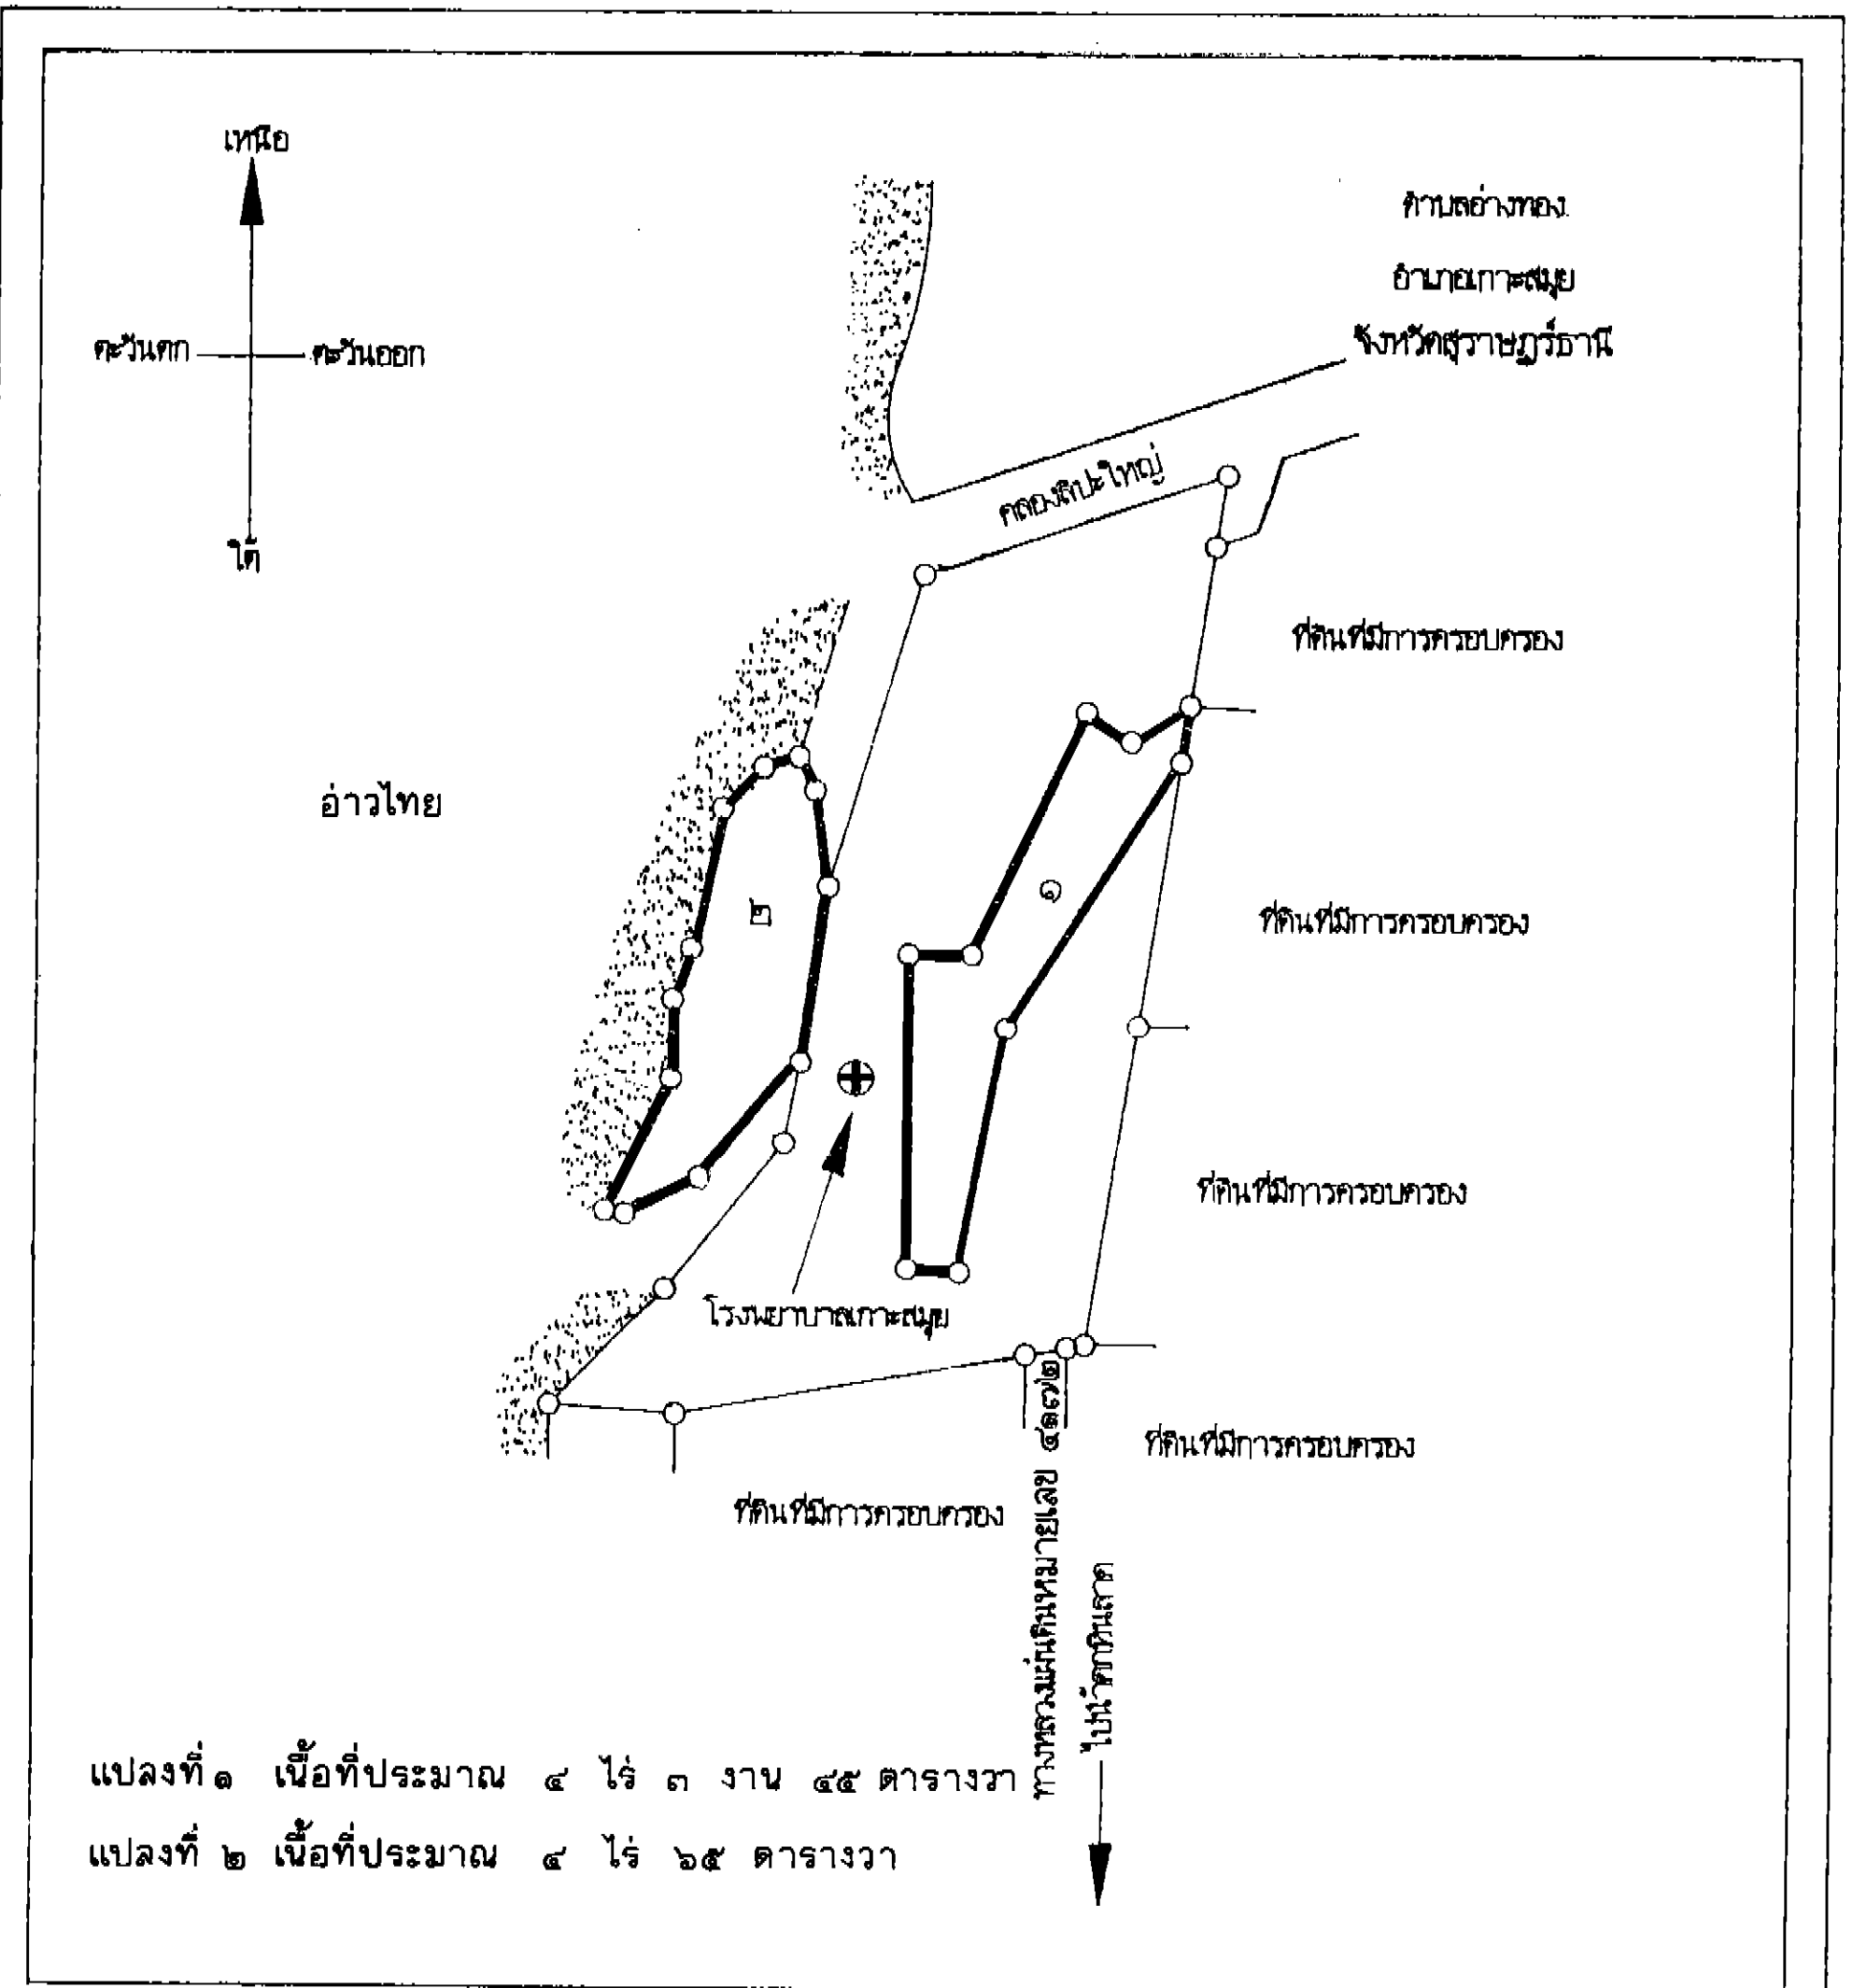 เหนือ
ตำบลอ่างทอง
อำเภอเกาะสมุย
จังหวัดสุราษฎร์ธานี
ตะวันตก
ตะวันออก
ใต้
คลองลิปะใหญ่
ที่ดินที่มีการครอบครอง
อ่าวไทย
๒
๑
ที่ดินที่มีการครอบครอง
ที่ดินที่มีการครอบครอง
โรงพยาบาลเกาะสมุย
ที่ดินที่มีการครอบครอง
ที่ดินที่มีการครอบครอง
ทางหลวงแผ่นดินหมายเลข ๔๑๗๒
ไปน้ำตกหินลาด
แปลงที่ ๑ เนื้อที่ประมาณ ๔ ไร่ ๓ งาน ๔๕ ตารางวา
แปลงที่ ๒ เนื้อที่ประมาณ ๔ ไร่ ๖๕ ตารางวา